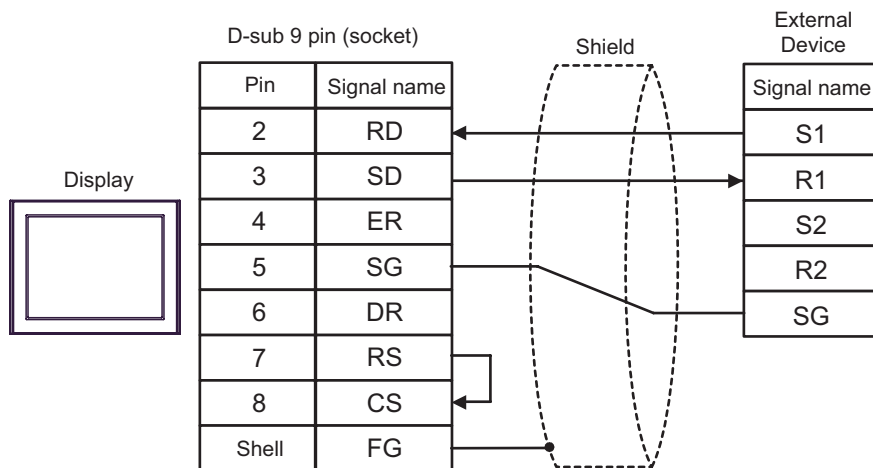 D-sub 9 pin (socket)
Shield
External
Device
Pin Signal name
Signal name
2 RD
S1
3 SD
R1
Display
4 ER
S2
5 SG
R2
6 DR
SG
7 RS
8 CS
Shell FG